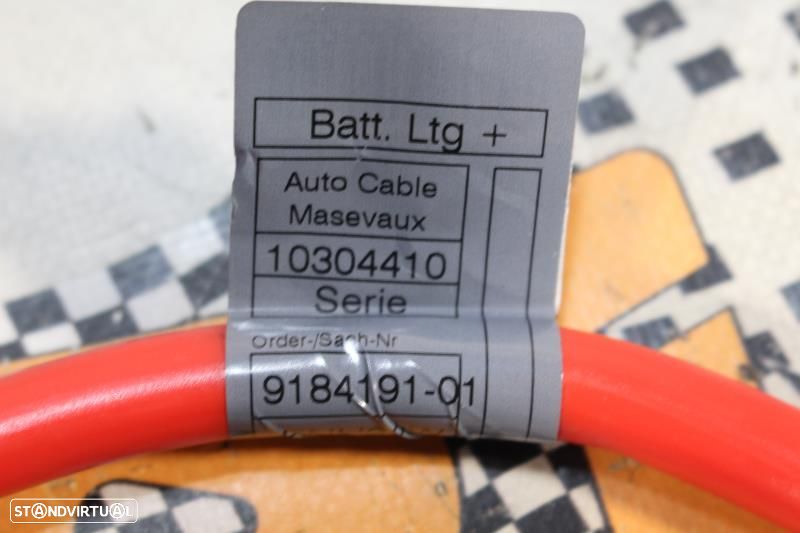 Batt. Ltg +
Auto Cable
Masevaux
10304410
Serie
Order-/Sach-Nr
9184191-01
STANDVIRTUAL